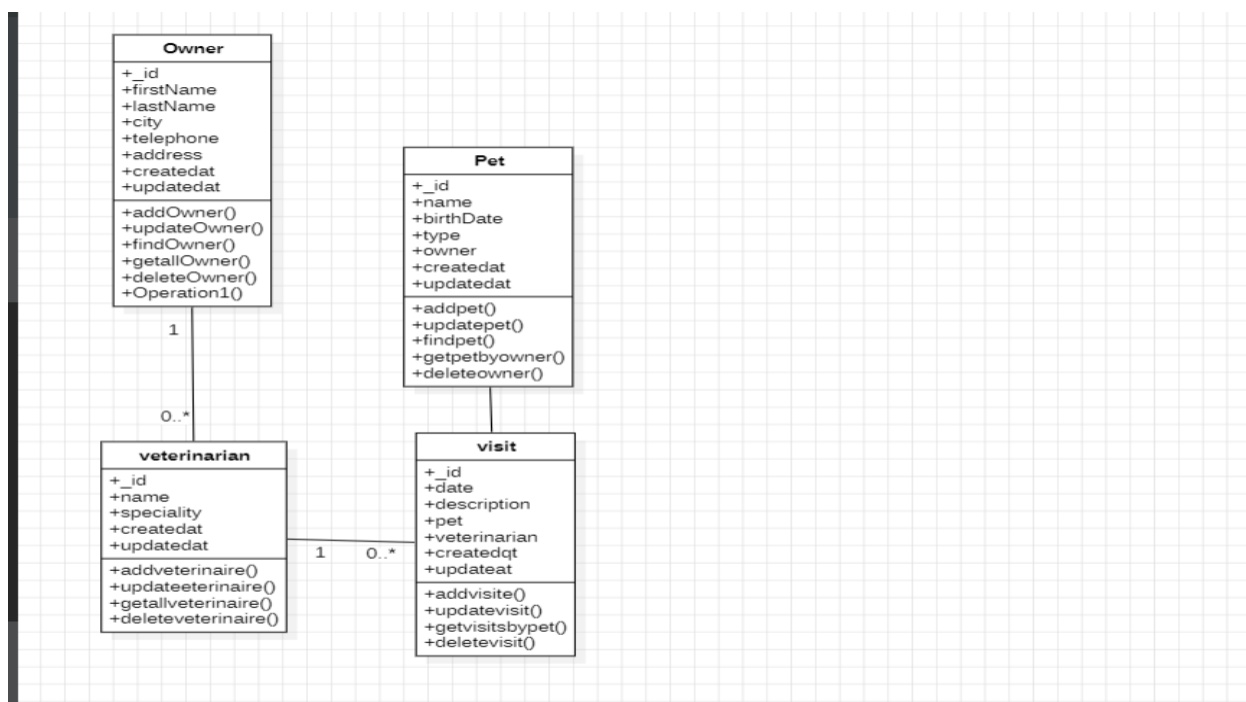 Owner
+_id
+firstName
+lastName
+city
+telephone
+address
+createdat
+updatedat
+addOwner()
+updateOwner()
+findOwner()
+getallOwner()
+deleteOwner()
+Operation1()
1
0..*
veterinarian
+_id
+name
+speciality
+createdat
+updatedat
+addveterinaire()
+updateeterinaire()
+getallveterinaire()
+deleteveterinaire()
1
0..*
Pet
+_id
+name
+birthDate
+type
+owner
+createdat
+updatedat
+addpet()
+updatepet()
+findpet()
+getpetbyowner()
+deleteowner()
visit
+_id
+date
+description
+pet
+veterinarian
+createdqt
+updateat
+addvisite()
+updatevisit()
+getvisitsbypet()
+deletevisit()